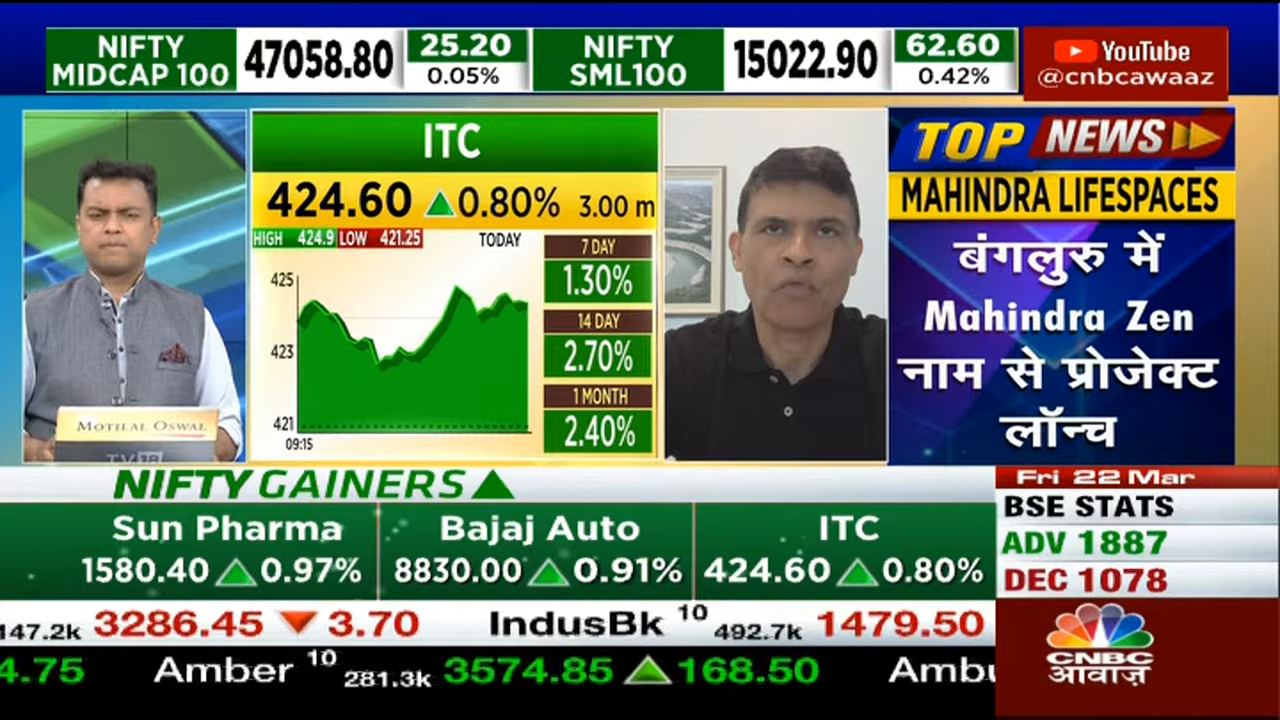 NIFTY
MIDCAP 100
47058.80
25.20
0.05%
NIFTY
SML100
15022.90
62.60
0.42%
YouTube
@cnbcawaaz
ITC
424.60 ▲0.80% 3.00 m
HIGH 424.9 LOW 421.25
TODAY
425
423
421
09:15
7 DAY
1.30%
14 DAY
2.70%
1 MONTH
2.40%
MOTILAL OSWAL
TOP NEWS
MAHINDRA LIFESPACES
बंगलुरु में
Mahindra Zen
नाम से प्रोजेक्ट
लॉन्च
NIFTY GAINERS ▲
Sun Pharma
1580.40 ▲ 0.97%
Bajaj Auto
8830.00 ▲ 0.91%
ITC
424.60 ▲ 0.80%
Fri 22 Mar
BSE STATS
ADV 1887
DEC 1078
147.2k 3286.45 ▼ 3.70 IndusBk 10 492.7k 1479.50
4.75 Amber 10 281.3k 3574.85 ▲ 168.50 Ambu
CNBC
आवाज़